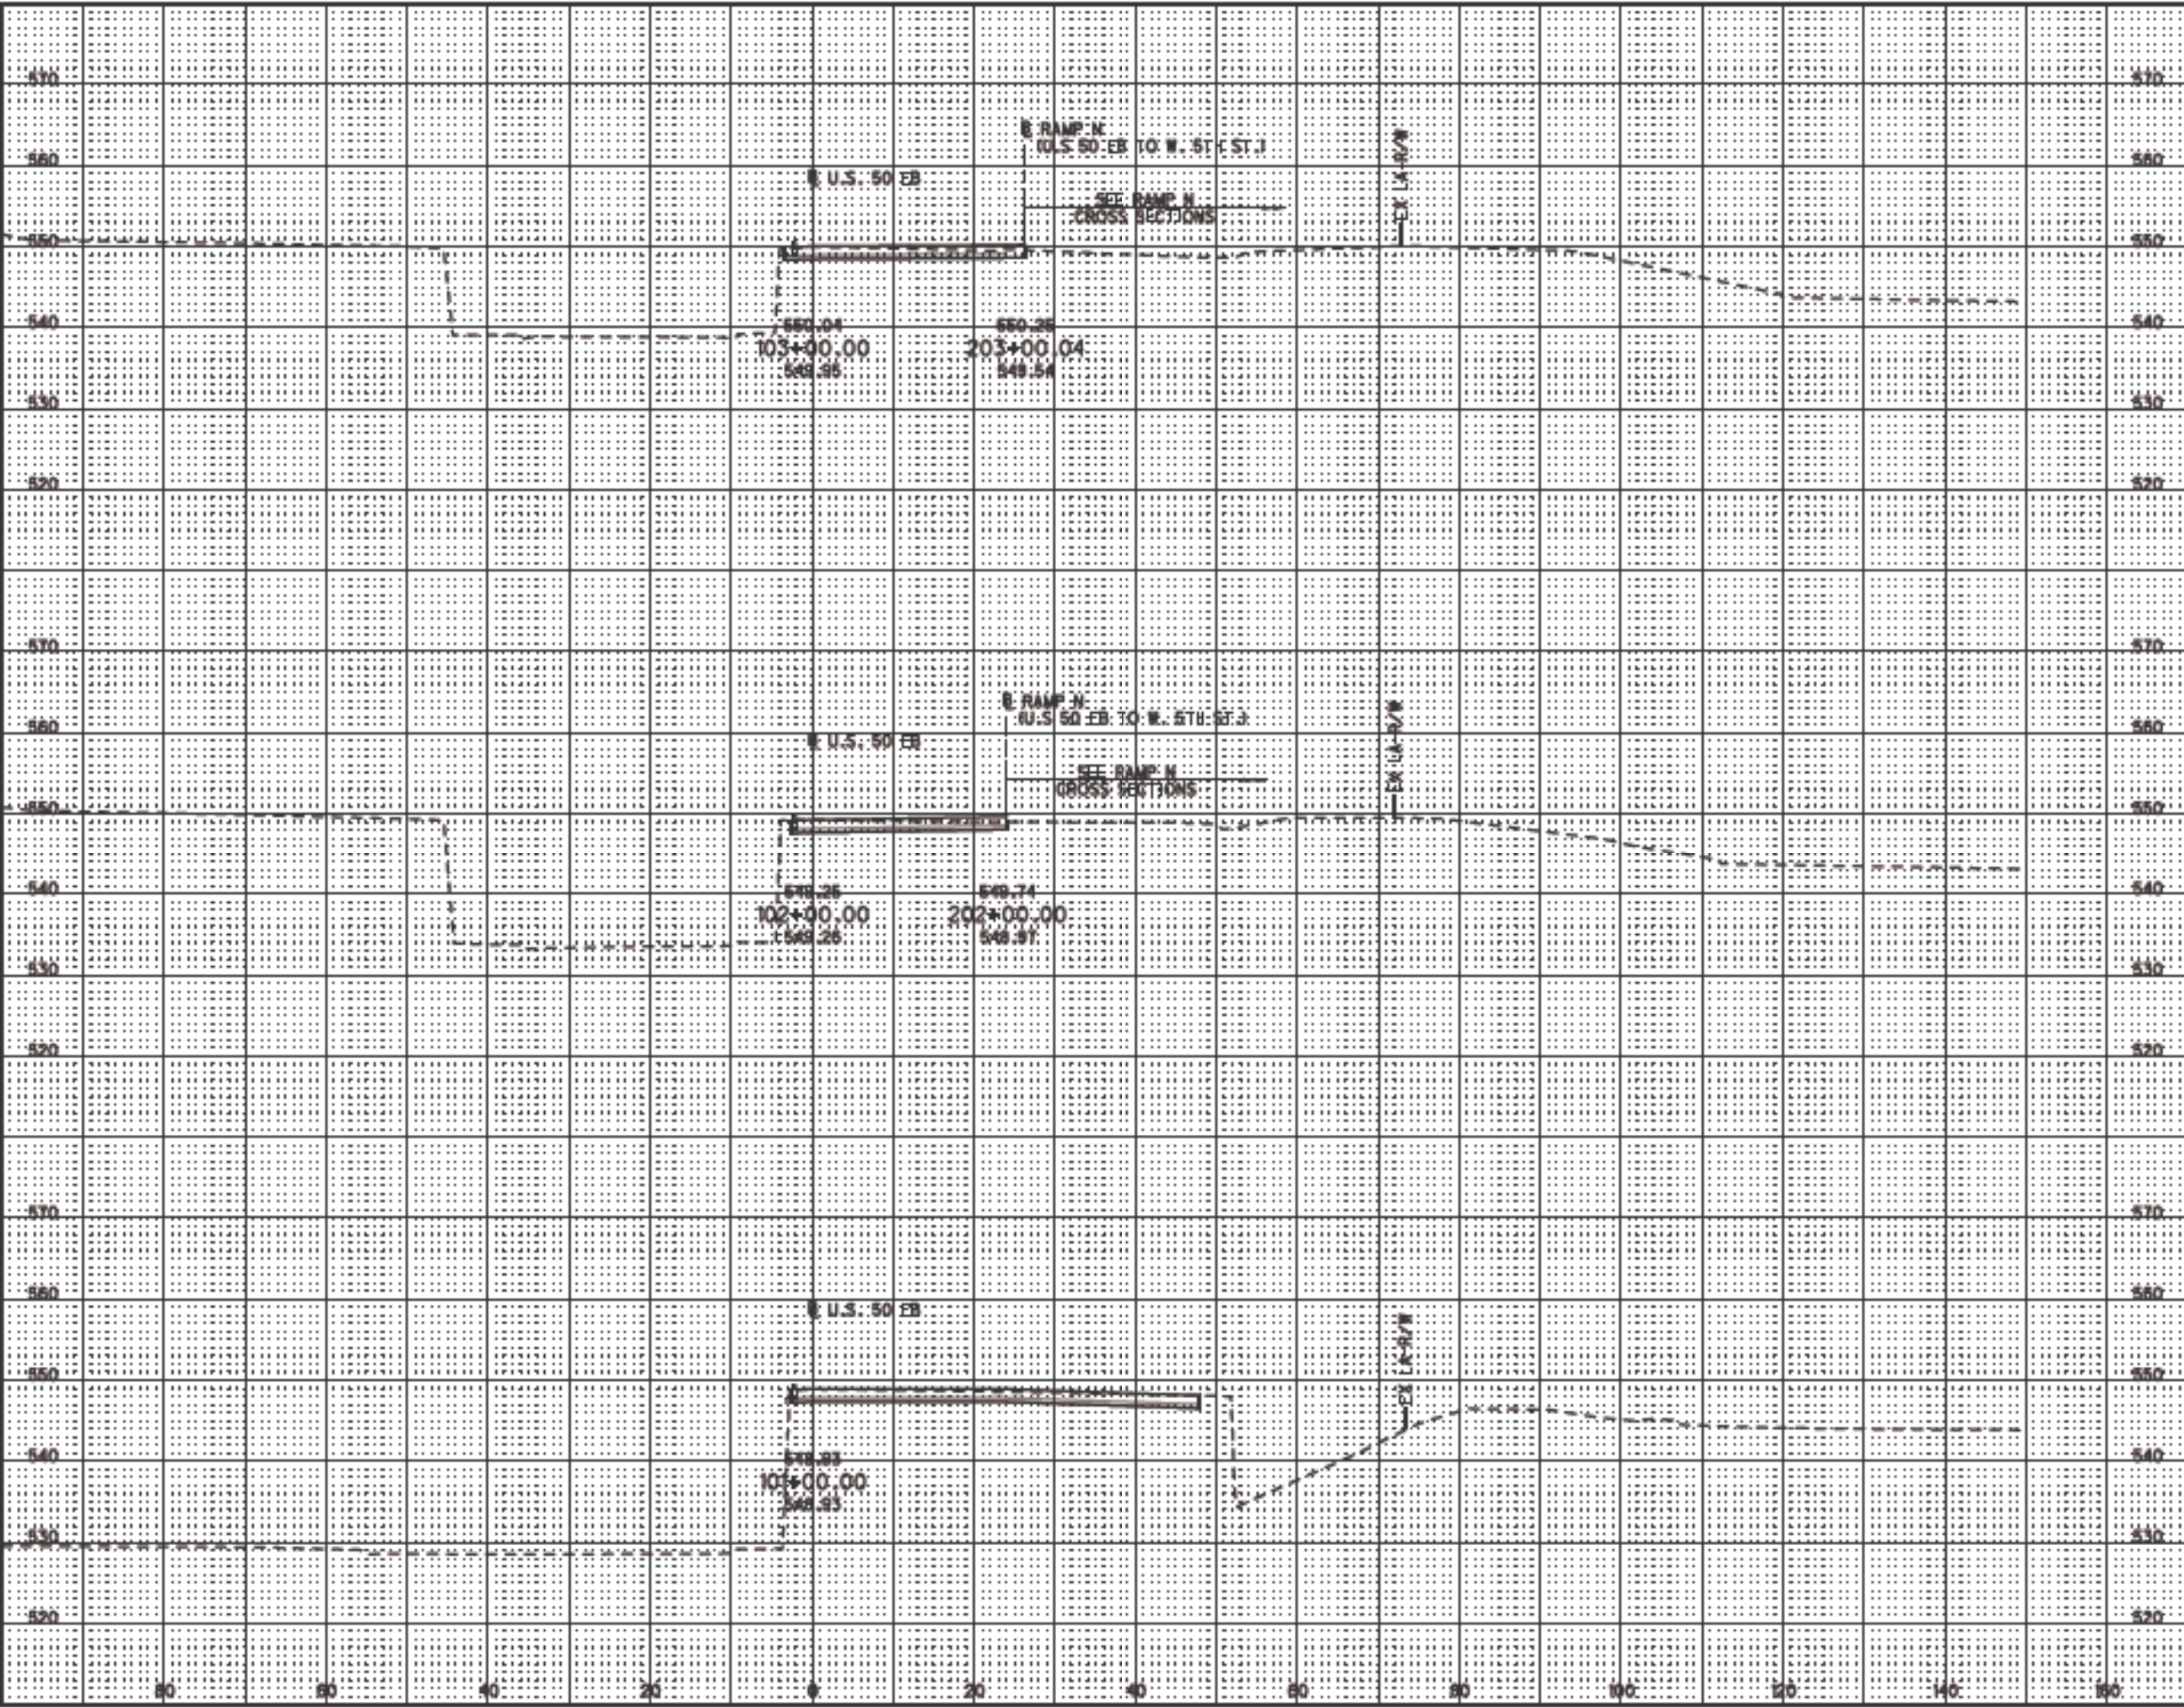 570 570
℄ RAMP N
(U.S 50 EB TO W. 5TH ST.)
EX LA-R/W
560 560
℄ U.S. 50 EB
SEE RAMP N
CROSS SECTIONS
550 550
540 550.04 550.25 540
103+00.00 203+00.04
549.95 549.54
530 530
520 520
570 570
℄ RAMP N
(U.S 50 EB TO W. 5TH ST.)
EX LA-R/W
560 560
℄ U.S. 50 EB
SEE RAMP N
CROSS SECTIONS
550 550
540 549.26 549.74 540
102+00.00 202+00.00
549.26 548.97
530 530
520 520
570 570
560 560
℄ U.S. 50 EB
EX LA-R/W
550 550
540 548.93 540
101+00.00
548.93
530 530
520 520
80 60 40 20 0 20 40 60 80 100 120 140 160